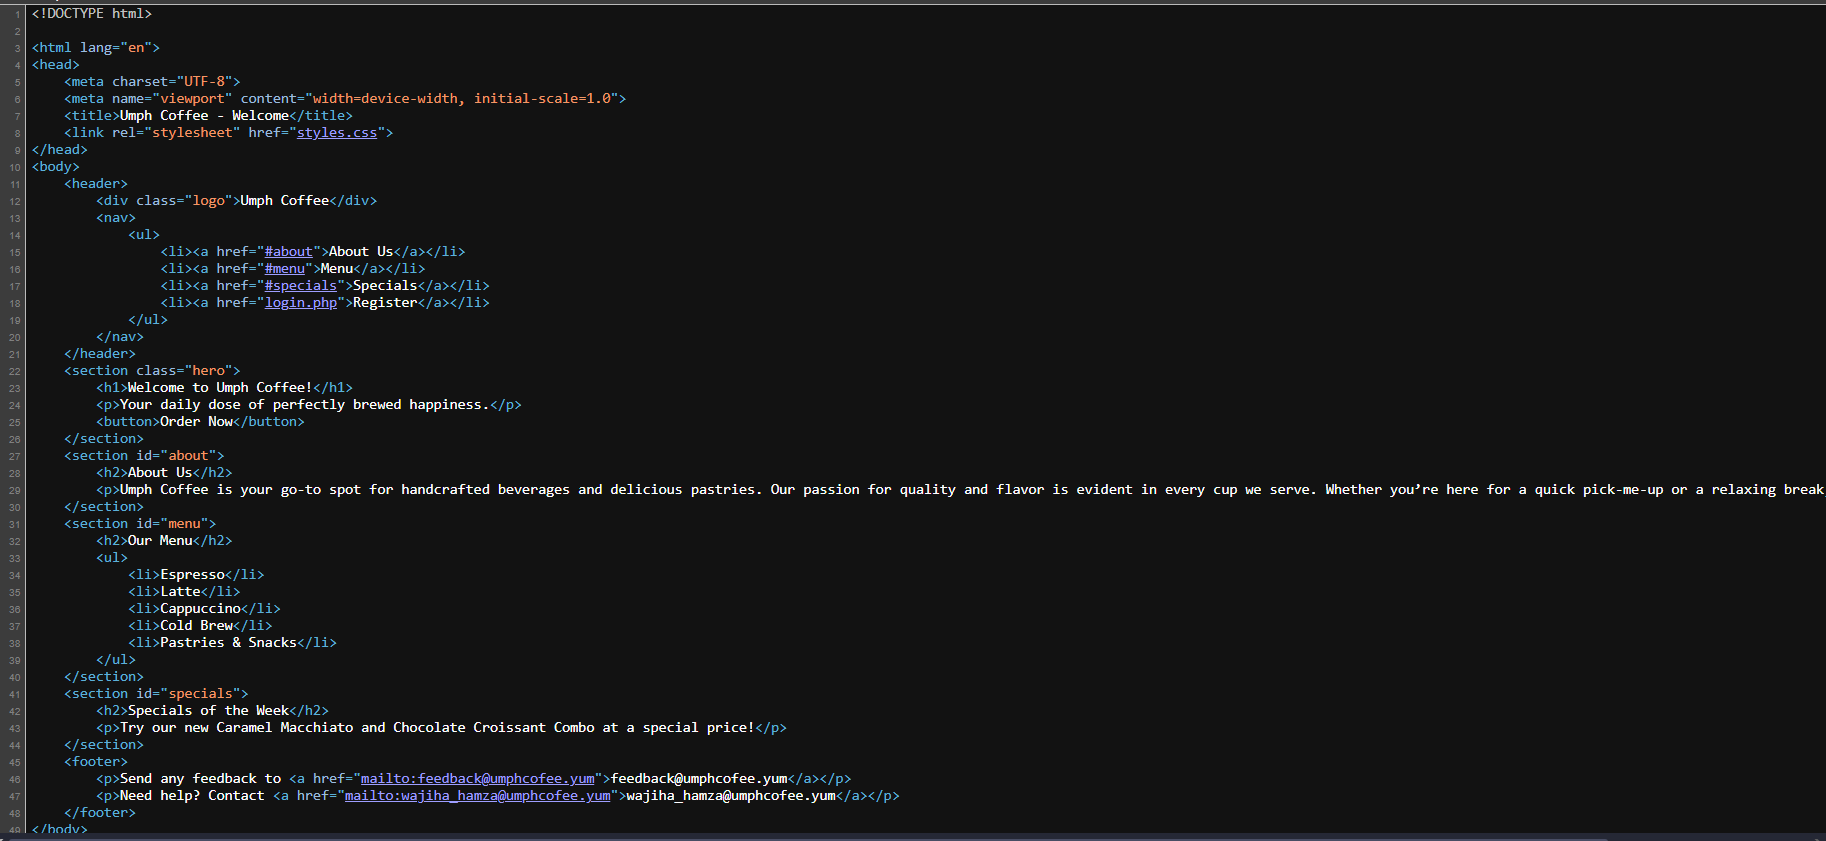 1 <!DOCTYPE html>
2
3 <html lang="en">
4 <head>
5     <meta charset="UTF-8">
6     <meta name="viewport" content="width=device-width, initial-scale=1.0">
7     <title>Umph Coffee - Welcome</title>
8     <link rel="stylesheet" href="styles.css">
9 </head>
10 <body>
11     <header>
12         <div class="logo">Umph Coffee</div>
13         <nav>
14             <ul>
15                 <li><a href="#about">About Us</a></li>
16                 <li><a href="#menu">Menu</a></li>
17                 <li><a href="#specials">Specials</a></li>
18                 <li><a href="login.php">Register</a></li>
19             </ul>
20         </nav>
21     </header>
22     <section class="hero">
23         <h1>Welcome to Umph Coffee!</h1>
24         <p>Your daily dose of perfectly brewed happiness.</p>
25         <button>Order Now</button>
26     </section>
27     <section id="about">
28         <h2>About Us</h2>
29         <p>Umph Coffee is your go-to spot for handcrafted beverages and delicious pastries. Our passion for quality and flavor is evident in every cup we serve. Whether you’re here for a quick pick-me-up or a relaxing break,
30     </section>
31     <section id="menu">
32         <h2>Our Menu</h2>
33         <ul>
34             <li>Espresso</li>
35             <li>Latte</li>
36             <li>Cappuccino</li>
37             <li>Cold Brew</li>
38             <li>Pastries & Snacks</li>
39         </ul>
40     </section>
41     <section id="specials">
42         <h2>Specials of the Week</h2>
43         <p>Try our new Caramel Macchiato and Chocolate Croissant Combo at a special price!</p>
44     </section>
45     <footer>
46         <p>Send any feedback to <a href="mailto:feedback@umphcofee.yum">feedback@umphcofee.yum</a></p>
47         <p>Need help? Contact <a href="mailto:wajiha_hamza@umphcofee.yum">wajiha_hamza@umphcofee.yum</a></p>
48     </footer>
49 </body>